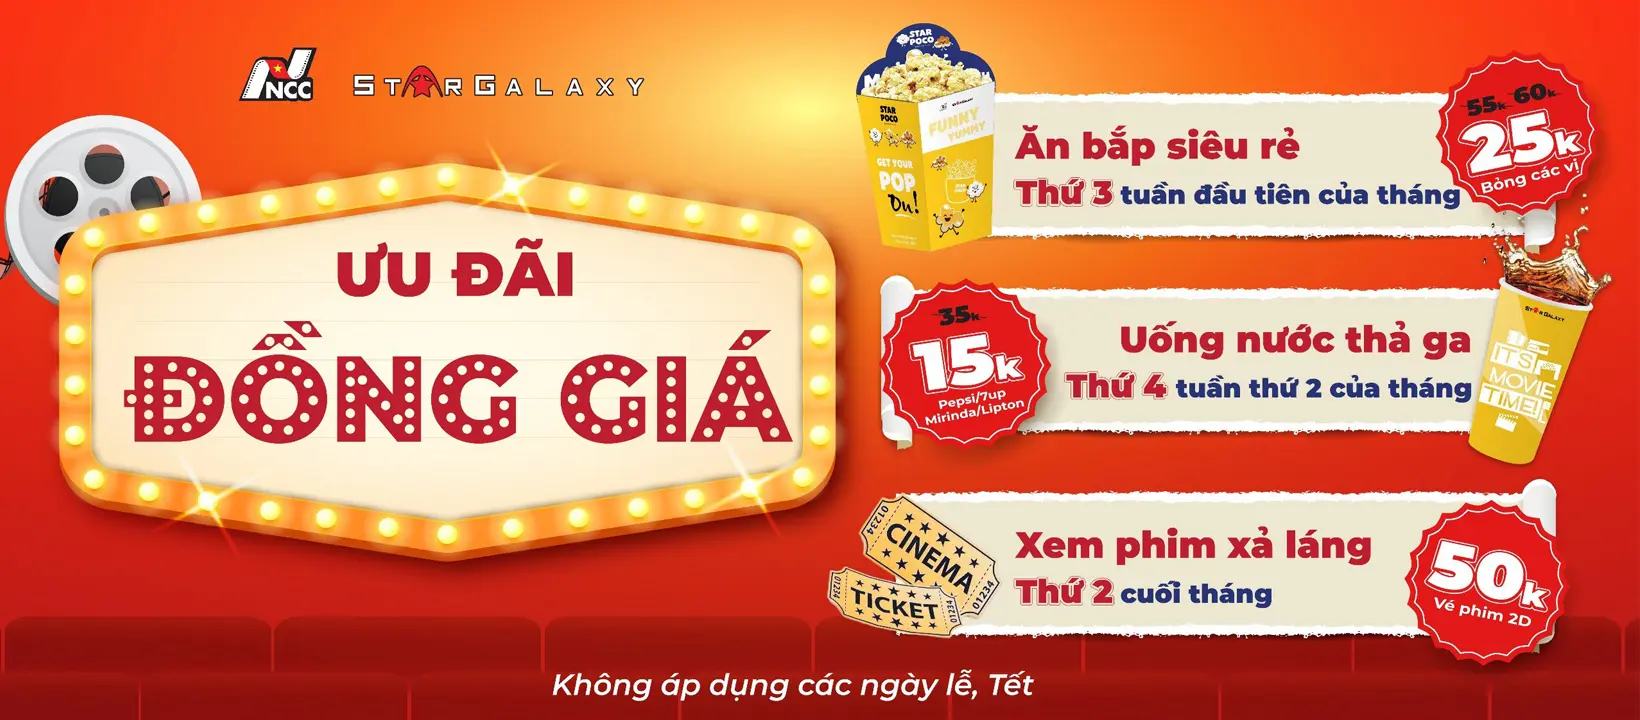 NCC
STARGALAXY
ƯU ĐÃI
ĐỒNG GIÁ
STAR
POCO
STAR
POCO
FUNNY
YUMMY
GET YOUR
POP
On!
Ăn bắp siêu rẻ
Thứ 3 tuần đầu tiên của tháng
55k 60k
25k
Bỏng các vị
35k
15k
Pepsi/7up
Mirinda/Lipton
Uống nước thả ga
Thứ 4 tuần thứ 2 của tháng
STARGALAXY
IT'S
MOVIE
TIME!
01234
CINEMA
01234
01234
TICKET
01234
Xem phim xả láng
Thứ 2 cuối tháng
50k
Vé phim 2D
Không áp dụng các ngày lễ, Tết